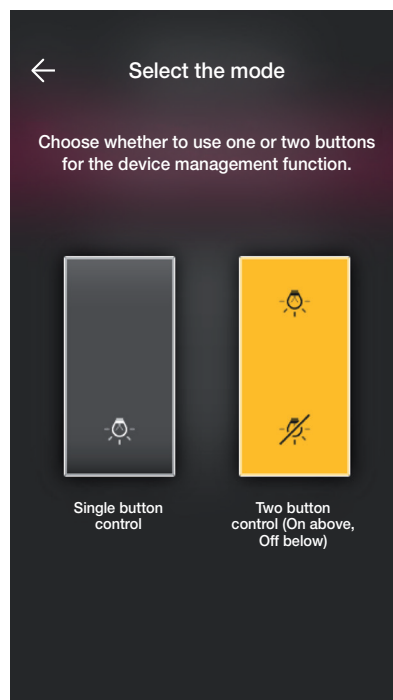 Select the mode
Choose whether to use one or two buttons
for the device management function.
Single button
control
Two button
control (On above,
Off below)